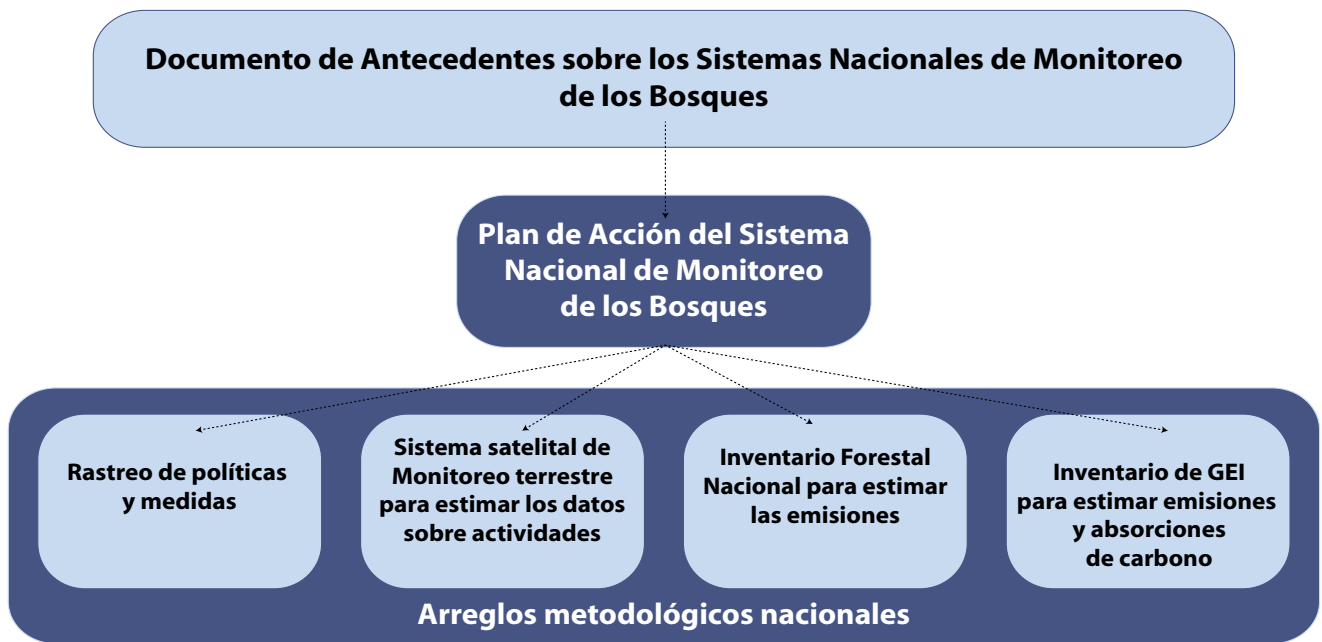 Documento de Antecedentes sobre los Sistemas Nacionales de Monitoreo
de los Bosques
Plan de Acción del Sistema
Nacional de Monitoreo
de los Bosques
Rastreo de políticas
y medidas
Sistema satelital de
Monitoreo terrestre
para estimar los datos
sobre actividades
Inventario Forestal
Nacional para estimar
las emisiones
Inventario de GEI
para estimar emisiones
y absorciones
de carbono
Arreglos metodológicos nacionales